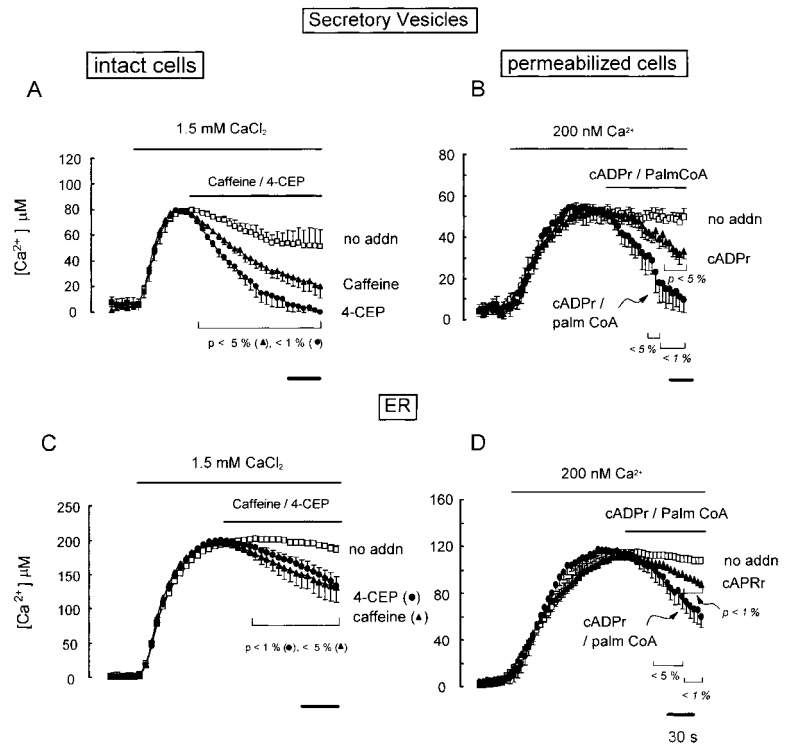 Secretory Vesicles
intact cells
permeabilized cells
A
1.5 mM CaCl2
120
100
80
60
40
20
0
[Ca2+ ] μM
Caffeine / 4-CEP
no addn
Caffeine
4-CEP
p < 5 % (▲), < 1 % (●)
B
200 nM Ca2+
80
60
40
20
0
cADPr / PalmCoA
no addn
cADPr
p < 5 %
cADPr /
palm CoA
< 5 %
< 1 %
ER
C
1.5 mM CaCl2
250
200
150
100
50
0
[Ca2+ ] μM
Caffeine / 4-CEP
no addn
4-CEP (●)
caffeine (▲)
p < 1 % (●), < 5 % (▲)
D
200 nM Ca2+
160
120
80
40
0
cADPr / Palm CoA
no addn
cAPRr
p < 1 %
cADPr
/ palm CoA
< 5 %
< 1 %
30 s